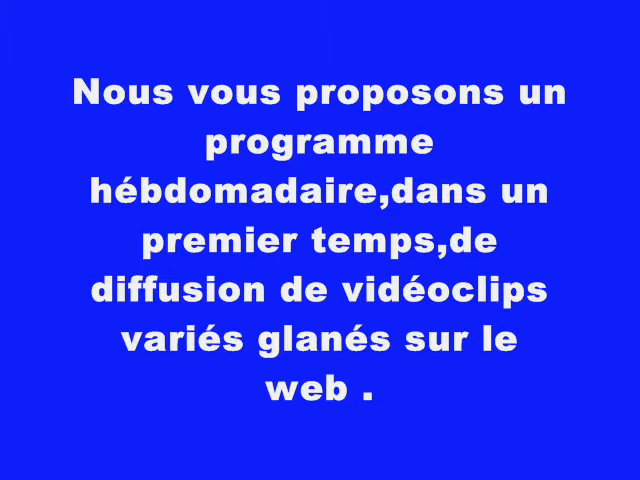 Nous vous proposons un
programme
hébdomadaire,dans un
premier temps,de
diffusion de vidéoclips
variés glanés sur le
web .